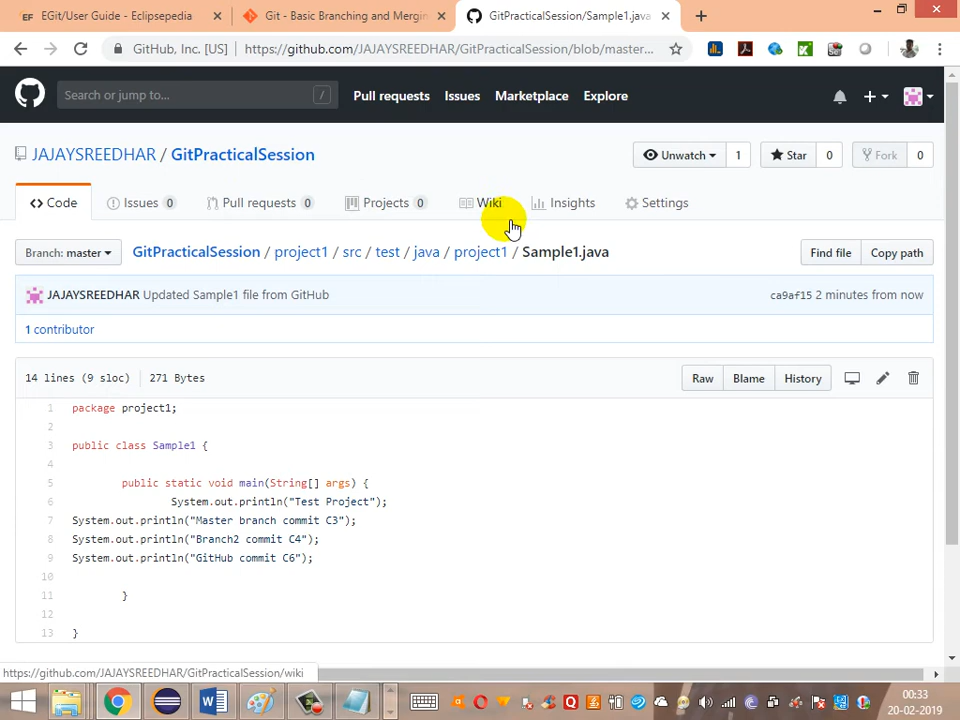 EGit/User Guide - Eclipsepedia
Git - Basic Branching and Mergin
GitPracticalSession/Sample1.java
GitHub, Inc. [US]
https://github.com/JAJAYSREEDHAR/GitPracticalSession/blob/master...
Search or jump to...
/
Pull requests
Issues
Marketplace
Explore
JAJAYSREEDHAR / GitPracticalSession
Unwatch 1
Star 0
Fork 0
Code
Issues 0
Pull requests 0
Projects 0
Wiki
Insights
Settings
Branch: master
GitPracticalSession / project1 / src / test / java / project1 / Sample1.java
Find file
Copy path
JAJAYSREEDHAR Updated Sample1 file from GitHub
ca9af15 2 minutes from now
1 contributor
14 lines (9 sloc) 271 Bytes
Raw
Blame
History
1 package project1;
2
3 public class Sample1 {
4
5 public static void main(String[] args) {
6 System.out.println("Test Project");
7 System.out.println("Master branch commit C3");
8 System.out.println("Branch2 commit C4");
9 System.out.println("GitHub commit C6");
10
11 }
12
13 }
https://github.com/JAJAYSREEDHAR/GitPracticalSession/wiki
00:33
20-02-2019